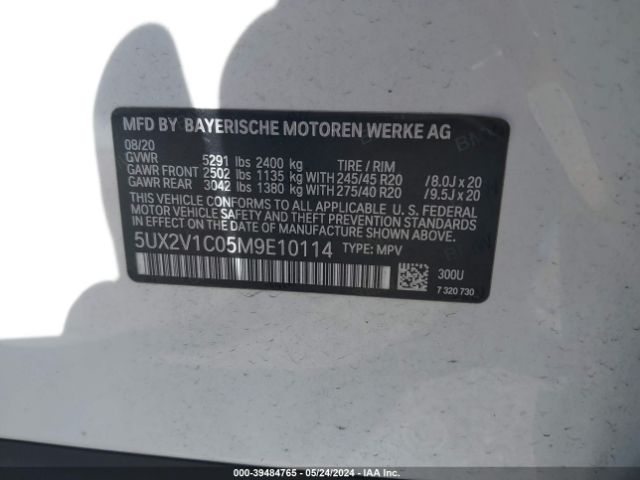 MFD BY BAYERISCHE MOTOREN WERKE AG
08/20
GVWR 5291 lbs 2400 kg TIRE / RIM
GAWR FRONT 2502 lbs 1135 kg WITH 245/45 R20 /8.0J x 20
GAWR REAR 3042 lbs 1380 kg WITH 275/40 R20 /9.5J x 20
THIS VEHICLE CONFORMS TO ALL APPLICABLE U. S. FEDERAL
MOTOR VEHICLE SAFETY, BUMPER, AND THEFT PREVENTION STANDARDS
IN EFFECT ON THE DATE OF MANUFACTURE SHOWN ABOVE.
5UX2V1C05M9E10114 TYPE: MPV
300U
7 320 730
000-39484765 - 05/24/2024 - IAA Inc.